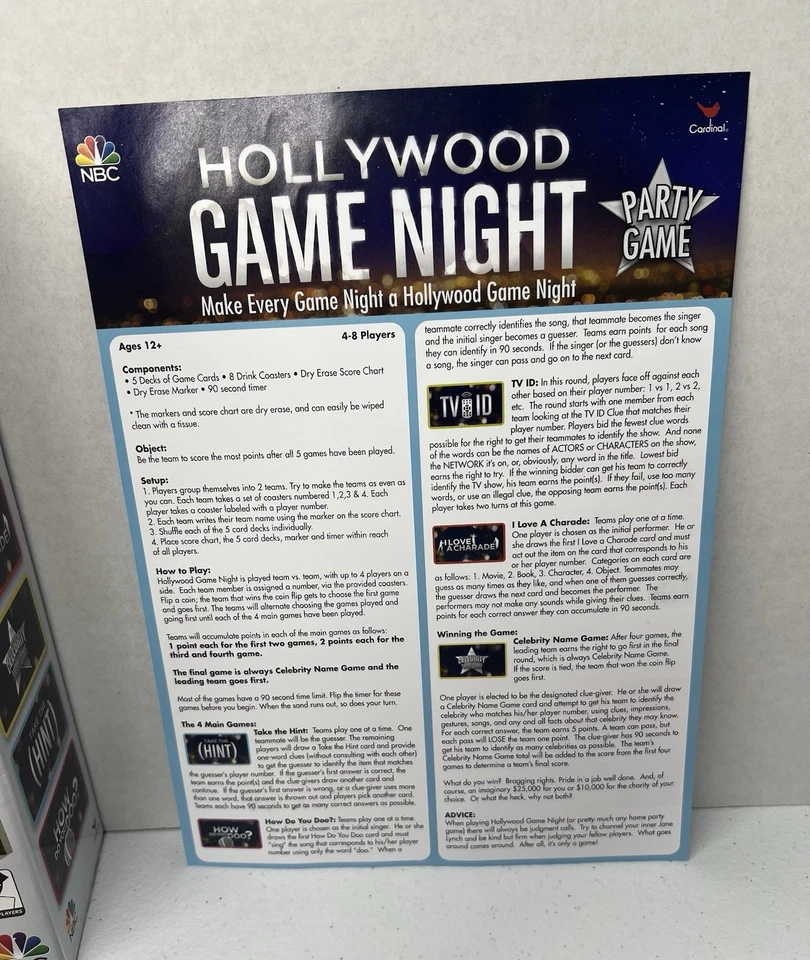 NBC
Cardinal®
HOLLYWOOD
GAME NIGHT
PARTY
GAME
Make Every Game Night a Hollywood Game Night
Ages 12+
4-8 Players
Components:
• 5 Decks of Game Cards • 8 Drink Coasters • Dry Erase Score Chart
• Dry Erase Marker • 90 second timer
* The markers and score chart are dry erase, and can easily be wiped
clean with a tissue.
Object:
Be the team to score the most points after all 5 games have been played.
Setup:
1. Players group themselves into 2 teams. Try to make the teams as even as
you can. Each team takes a set of coasters numbered 1,2,3 & 4. Each
player takes a coaster labeled with a player number.
2. Each team writes their team name using the marker on the score chart.
3. Shuffle each of the 5 card decks individually.
4. Place score chart, the 5 card decks, marker and timer within reach
of all players.
How to Play:
Hollywood Game Night is played team vs. team, with up to 4 players on a
side. Each team member is assigned a number, via the provided coasters.
Flip a coin; the team that wins the coin flip gets to choose the first game
and goes first. The teams will alternate choosing the games played and
going first until each of the 4 main games have been played.
Teams will accumulate points in each of the main games as follows:
1 point each for the first two games, 2 points each for the
third and fourth game.
The final game is always Celebrity Name Game and the
leading team goes first.
Most of the games have a 90 second time limit. Flip the timer for these
games before you begin. When the sand runs out, so does your turn.
The 4 Main Games:
TAKE THE
(HINT)
Take the Hint: Teams play one at a time. One
teammate will be the guesser. The remaining
players will draw a Take the Hint card and provide
one-word clues (without consulting with each other)
to get the guesser to identify the item that matches
the guesser's player number. If the guesser's first answer is correct, the
team earns the point(s) and the clue-givers draw another card and
continue. If the guesser's first answer is wrong, or a clue-giver uses more
than one word, that answer is thrown out and players pick another card.
Teams each have 90 seconds to get as many correct answers as possible.
HOW
DO YOU DOO?
How Do You Doo?: Teams play one at a time.
One player is chosen as the initial singer. He or she
draws the first How Do You Doo card and must
"sing" the song that corresponds to his/her player
number using only the word "doo." When a
teammate correctly identifies the song, that teammate becomes the singer
and the initial singer becomes a guesser. Teams earn points for each song
they can identify in 90 seconds. If the singer (or the guessers) don't know
a song, the singer can pass and go on to the next card.
TV ID
TV ID: In this round, players face off against each
other based on their player number: 1 vs 1, 2 vs 2,
etc. The round starts with one member from each
team looking at the TV ID Clue that matches their
player number. Players bid the fewest clue words
possible for the right to get their teammates to identify the show. And none
of the words can be the names of ACTORS or CHARACTERS on the show,
the NETWORK it's on, or, obviously, any word in the title. Lowest bid
earns the right to try. If the winning bidder can get his team to correctly
identify the TV show, his team earns the point(s). If they fail, use too many
words, or use an illegal clue, the opposing team earns the point(s). Each
player takes two turns at this game.
I LOVE
A CHARADE!
I Love A Charade: Teams play one at a time.
One player is chosen as the initial performer. He or
she draws the first I Love A Charade card and must
act out the item on the card that corresponds to his
or her player number. Categories on each card are
as follows: 1. Movie, 2. Book, 3. Character, 4. Object. Teammates may
guess as many times as they like, and when one of them guesses correctly,
the guesser draws the next card and becomes the performer. The
performers may not make any sounds while giving their clues. Teams earn
points for each correct answer they can accumulate in 90 seconds.
Winning the Game:
CELEBRITY
Celebrity Name Game: After four games, the
leading team earns the right to go first in the final
round, which is always Celebrity Name Game.
If the score is tied, the team that won the coin flip
goes first.
One player is elected to be the designated clue-giver. He or she will draw
a Celebrity Name Game card and attempt to get his team to identify the
celebrity who matches his/her player number, using clues, impressions,
gestures, songs, and any and all facts about that celebrity they may know.
For each correct answer, the team earns 5 points. A team can pass, but
each pass will LOSE the team one point. The clue-giver has 90 seconds to
get his team to identify as many celebrities as possible. The team's
Celebrity Name Game total will be added to the score from the first four
games to determine a team's final score.
What do you win? Bragging rights. Pride in a job well done. And, of
course, an imaginary $25,000 for you or $10,000 for the charity of your
choice. Or what the heck, why not both?
ADVICE:
When playing Hollywood Game Night (or pretty much any home party
game) there will always be judgment calls. Try to channel your inner Jane
Lynch and be kind but firm when judging your fellow players. What goes
around comes around. After all, it's only a game!
CELEBRITY
TAKE THE
(HINT)
HOW
DO YOU DOO?
PLAYERS
NBC